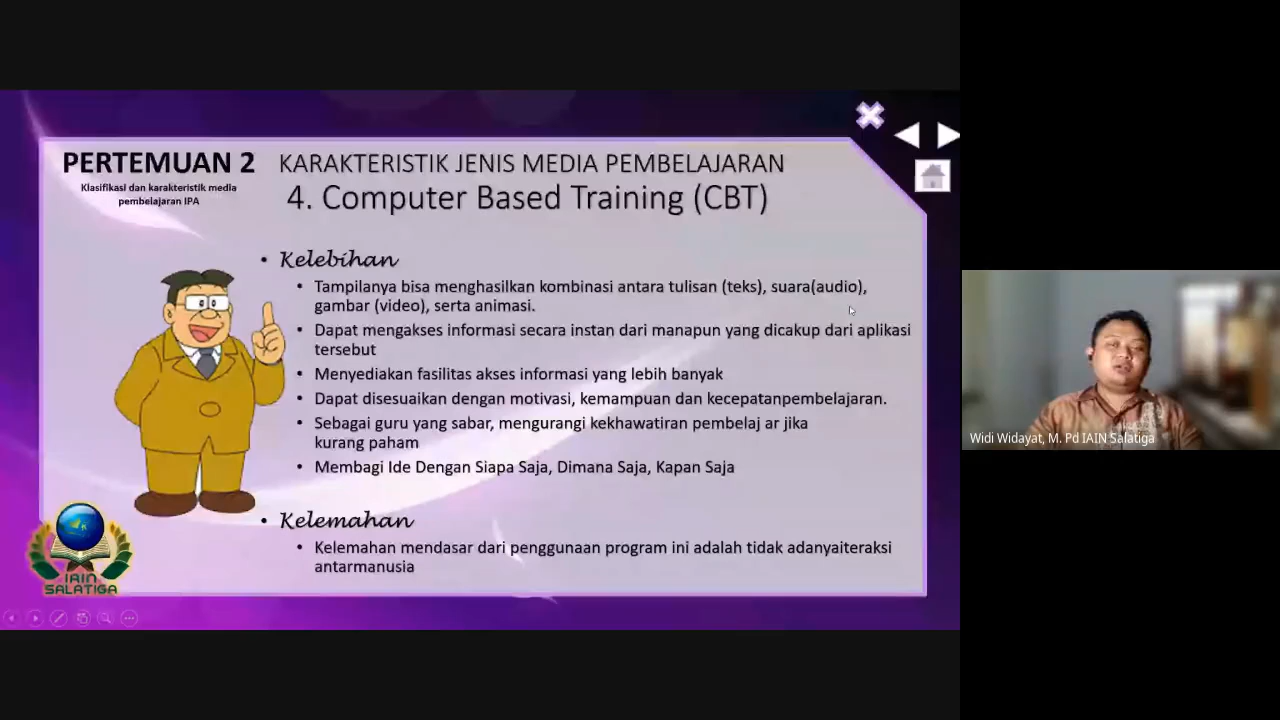 PERTEMUAN 2
Klasifikasi dan karakteristik media
pembelajaran IPA
KARAKTERISTIK JENIS MEDIA PEMBELAJARAN
4. Computer Based Training (CBT)
• Kelebihan
• Tampilanya bisa menghasilkan kombinasi antara tulisan (teks), suara(audio),
gambar (video), serta animasi.
• Dapat mengakses informasi secara instan dari manapun yang dicakup dari aplikasi
tersebut
• Menyediakan fasilitas akses informasi yang lebih banyak
• Dapat disesuaikan dengan motivasi, kemampuan dan kecepatanpembelajaran.
• Sebagai guru yang sabar, mengurangi kekhawatiran pembelaj ar jika
kurang paham
• Membagi Ide Dengan Siapa Saja, Dimana Saja, Kapan Saja
• Kelemahan
• Kelemahan mendasar dari penggunaan program ini adalah tidak adanyaiteraksi
antarmanusia
IAIN
SALATIGA
Widi Widayat, M. Pd IAIN Salatiga